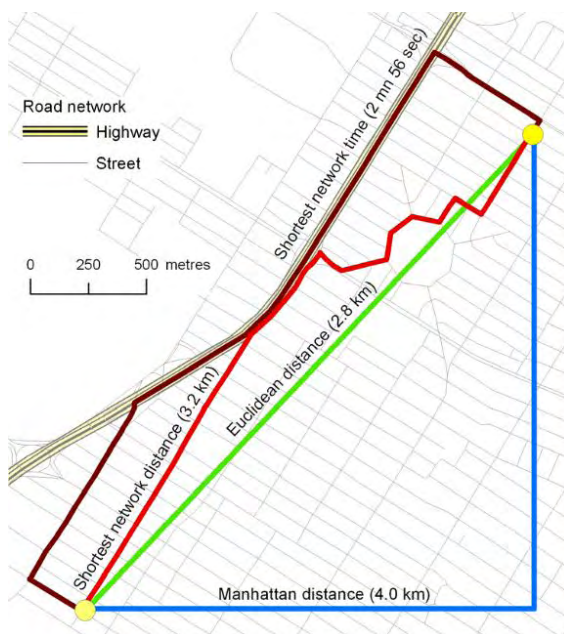 Road network
Highway
Street
0 250 500 metres
Shortest network time (2 mn 56 sec)
Euclidean distance (2.8 km)
Shortest network distance (3.2 km)
Manhattan distance (4.0 km)